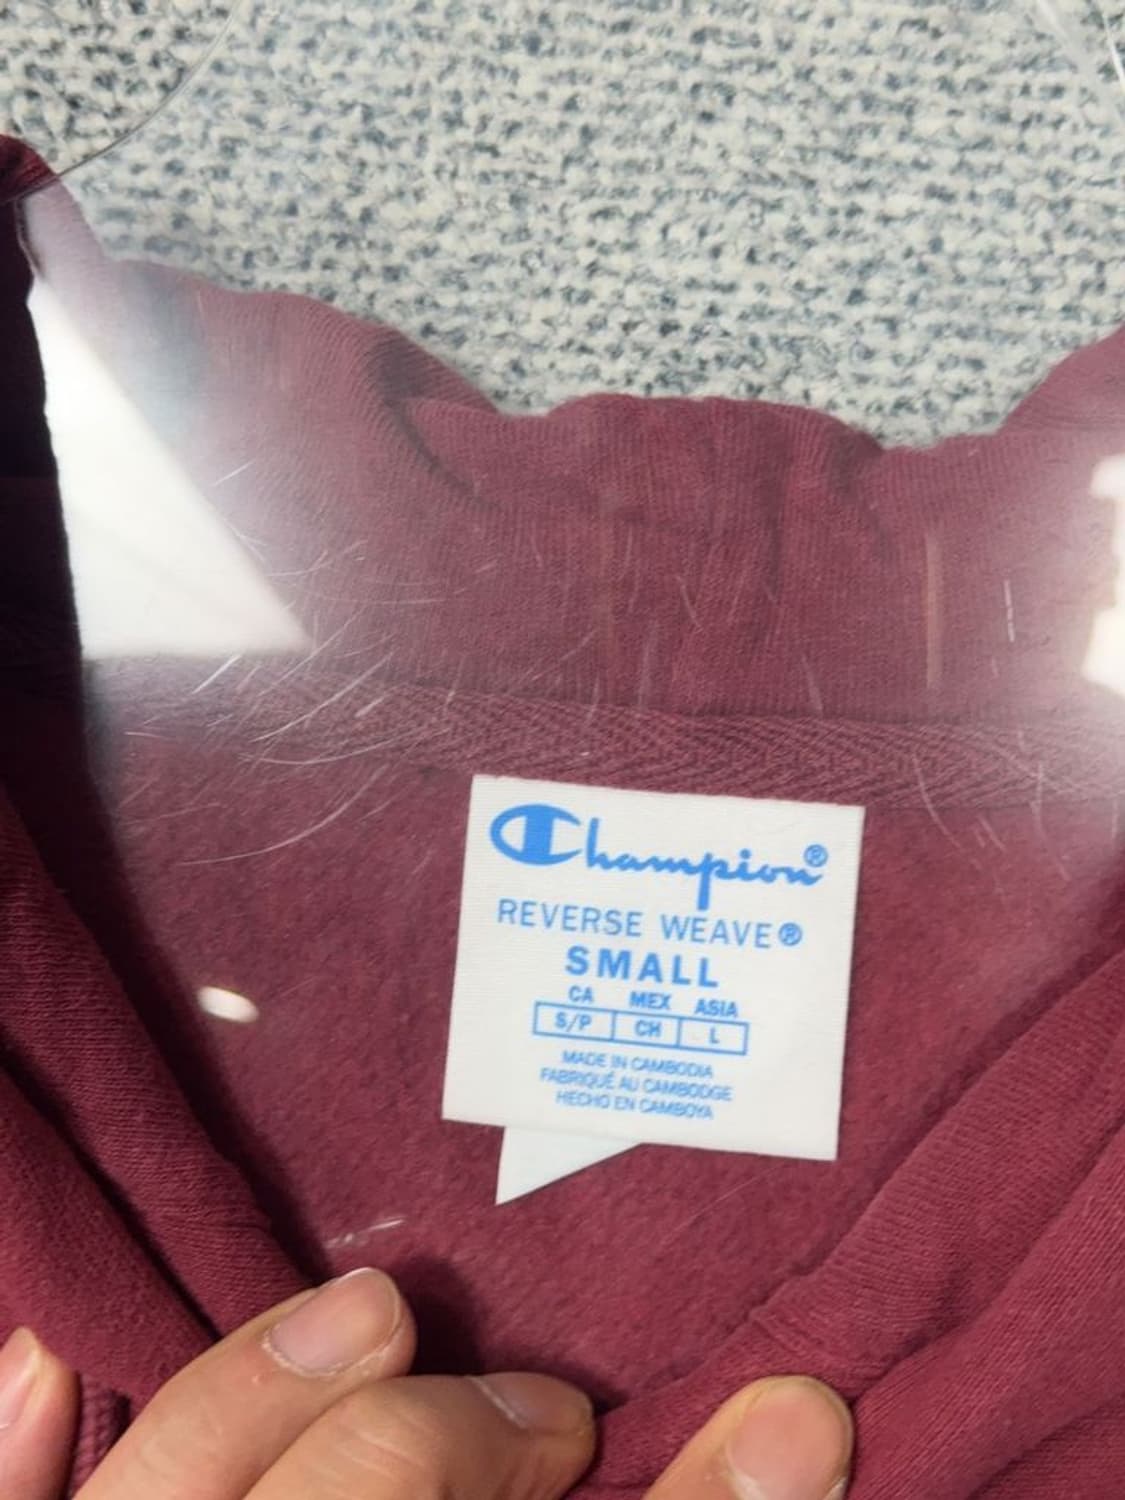 Champion®
REVERSE WEAVE®
SMALL
CA MEX ASIA
S/P CH L
MADE IN CAMBODIA
FABRIQUÉ AU CAMBODGE
HECHO EN CAMBOYA